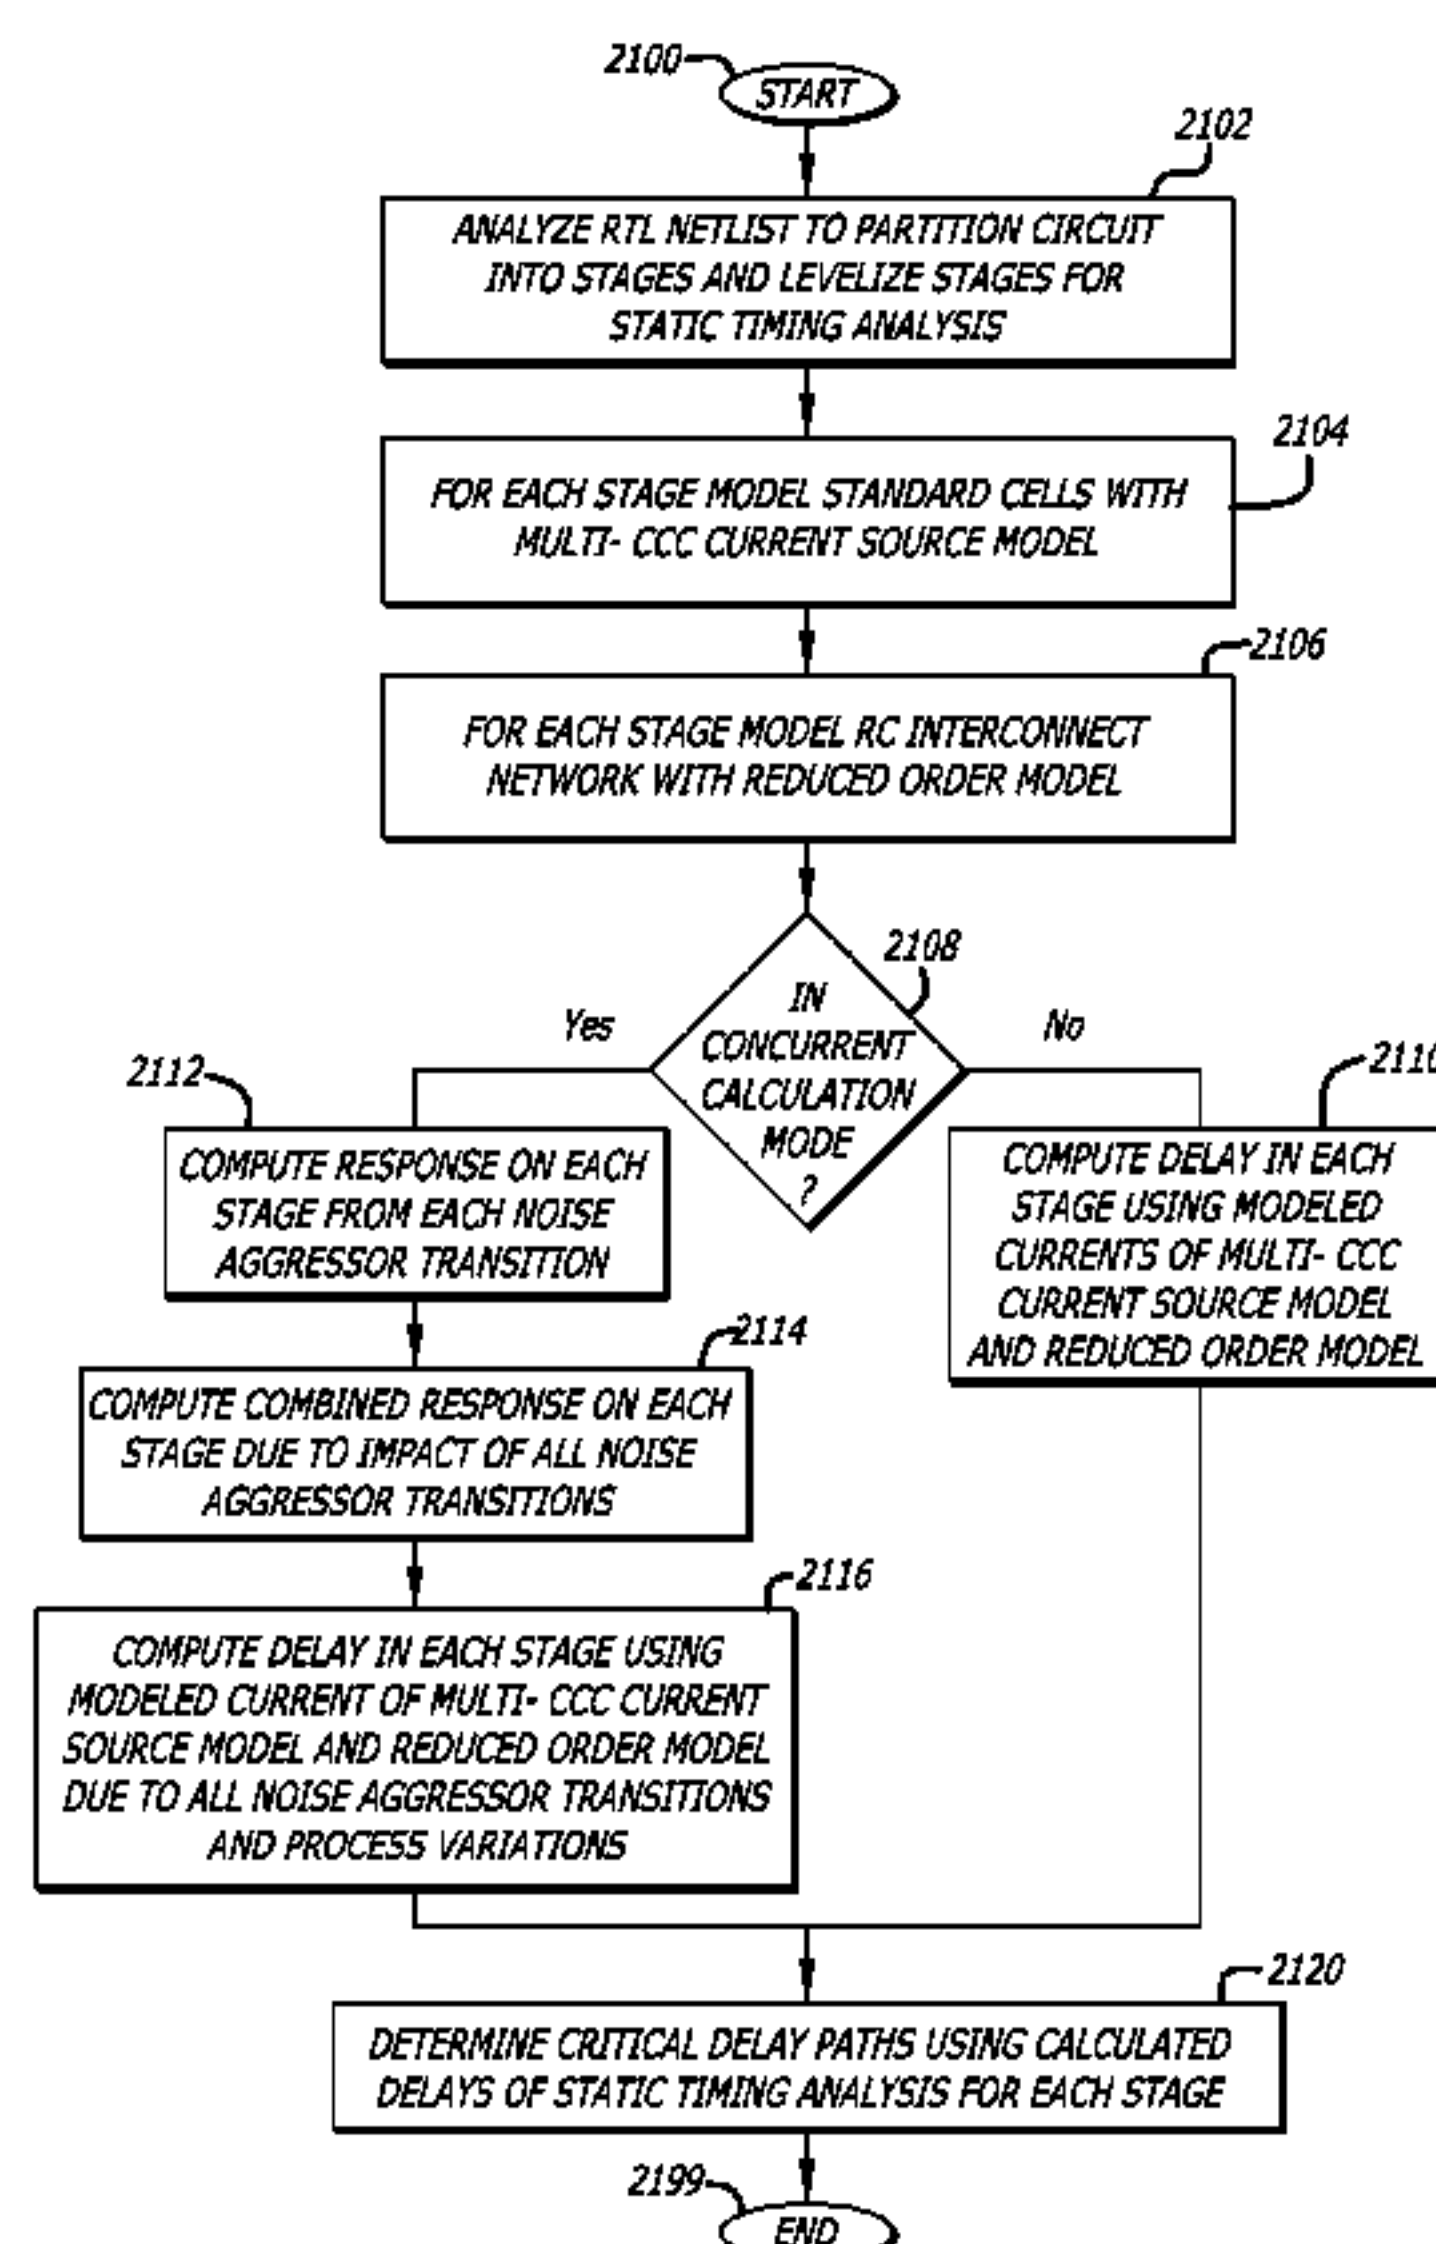 2100
START
2102
ANALYZE RTL NETLIST TO PARTITION CIRCUIT
INTO STAGES AND LEVELIZE STAGES FOR
STATIC TIMING ANALYSIS
2104
FOR EACH STAGE MODEL STANDARD CELLS WITH
MULTI- CCC CURRENT SOURCE MODEL
2106
FOR EACH STAGE MODEL RC INTERCONNECT
NETWORK WITH REDUCED ORDER MODEL
2108
IN
CONCURRENT
CALCULATION
MODE
?
Yes
No
2112
COMPUTE RESPONSE ON EACH
STAGE FROM EACH NOISE
AGGRESSOR TRANSITION
2110
COMPUTE DELAY IN EACH
STAGE USING MODELED
CURRENTS OF MULTI- CCC
CURRENT SOURCE MODEL
AND REDUCED ORDER MODEL
2114
COMPUTE COMBINED RESPONSE ON EACH
STAGE DUE TO IMPACT OF ALL NOISE
AGGRESSOR TRANSITIONS
2116
COMPUTE DELAY IN EACH STAGE USING
MODELED CURRENT OF MULTI- CCC CURRENT
SOURCE MODEL AND REDUCED ORDER MODEL
DUE TO ALL NOISE AGGRESSOR TRANSITIONS
AND PROCESS VARIATIONS
2120
DETERMINE CRITICAL DELAY PATHS USING CALCULATED
DELAYS OF STATIC TIMING ANALYSIS FOR EACH STAGE
2199
END